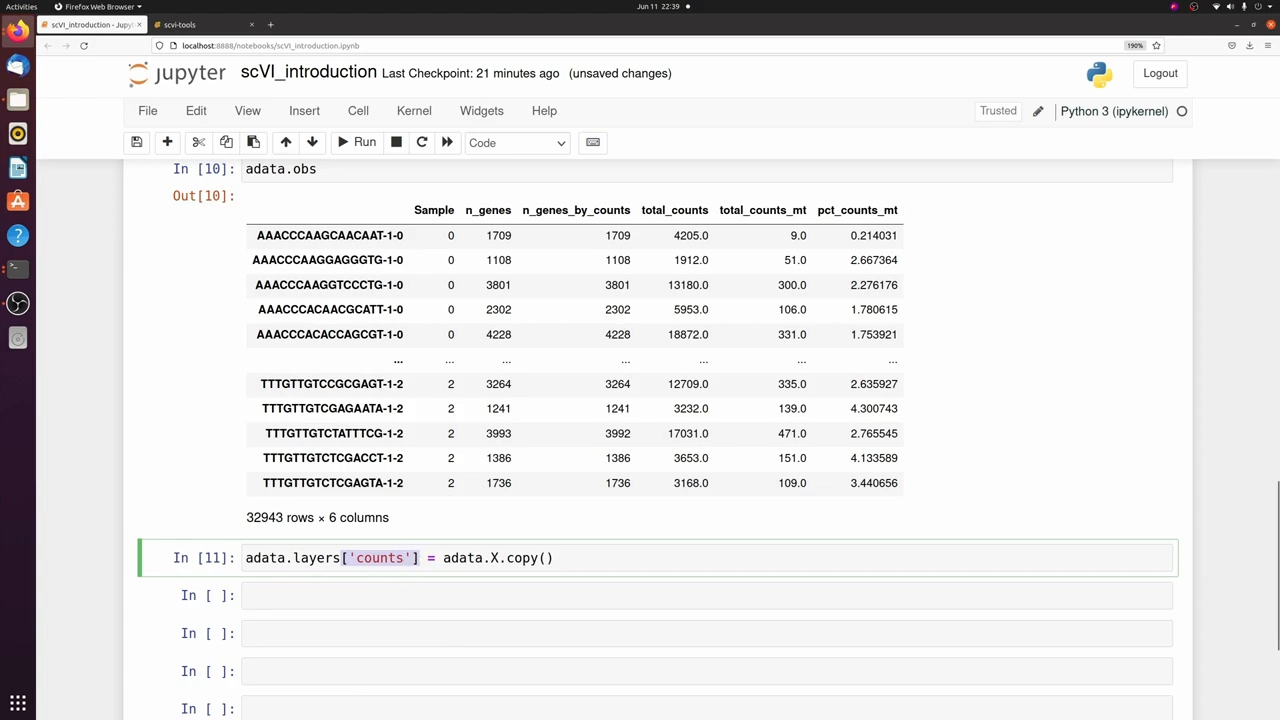 Activities
Firefox Web Browser
Jun 11 22:39
scVI_introduction - Jupyt
scvi-tools
localhost:8888/notebooks/scVI_introduction.ipynb
190%
jupyter scVI_introduction Last Checkpoint: 21 minutes ago (unsaved changes)
Logout
File Edit View Insert Cell Kernel Widgets Help
Trusted
Python 3 (ipykernel)
Run
Code
In [10]: adata.obs
Out[10]:
Sample n_genes n_genes_by_counts total_counts total_counts_mt pct_counts_mt
AAACCCAAGCAACAAT-1-0 0 1709 1709 4205.0 9.0 0.214031
AAACCCAAGGAGGGTG-1-0 0 1108 1108 1912.0 51.0 2.667364
AAACCCAAGGTCCCTG-1-0 0 3801 3801 13180.0 300.0 2.276176
AAACCCACAACGCATT-1-0 0 2302 2302 5953.0 106.0 1.780615
AAACCCACACCAGCGT-1-0 0 4228 4228 18872.0 331.0 1.753921
... ... ... ... ... ... ...
TTTGTTGTCCGCGAGT-1-2 2 3264 3264 12709.0 335.0 2.635927
TTTGTTGTCGAGAATA-1-2 2 1241 1241 3232.0 139.0 4.300743
TTTGTTGTCTATTTCG-1-2 2 3993 3992 17031.0 471.0 2.765545
TTTGTTGTCTCGACCT-1-2 2 1386 1386 3653.0 151.0 4.133589
TTTGTTGTCTCGAGTA-1-2 2 1736 1736 3168.0 109.0 3.440656
32943 rows × 6 columns
In [11]: adata.layers['counts'] = adata.X.copy()
In [ ]:
In [ ]:
In [ ]:
In [ ]: